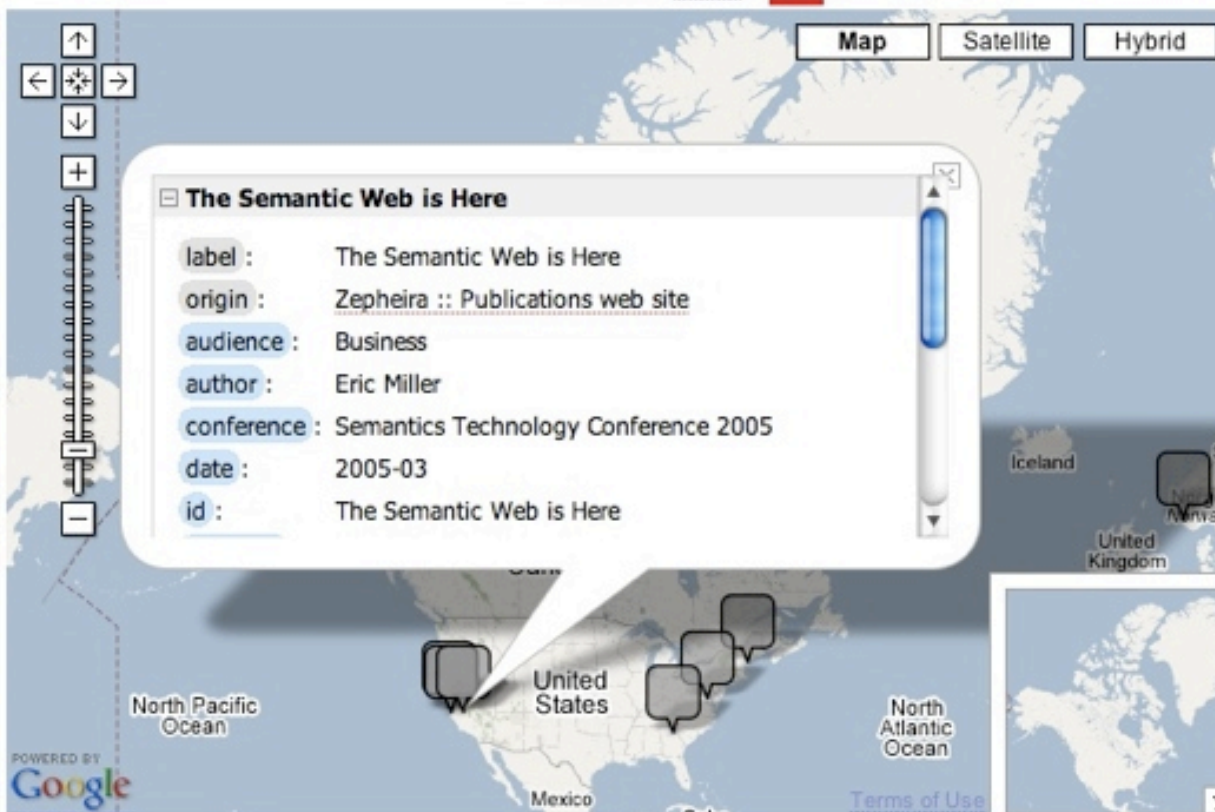 Map Satellite Hybrid
The Semantic Web is Here
label : The Semantic Web is Here
origin : Zepheira :: Publications web site
audience : Business
author : Eric Miller
conference : Semantics Technology Conference 2005
date : 2005-03
id : The Semantic Web is Here
Iceland
United
Kingdom
United
States
North Pacific
Ocean
North
Atlantic
Ocean
POWERED BY
Google
Mexico
Terms of Use